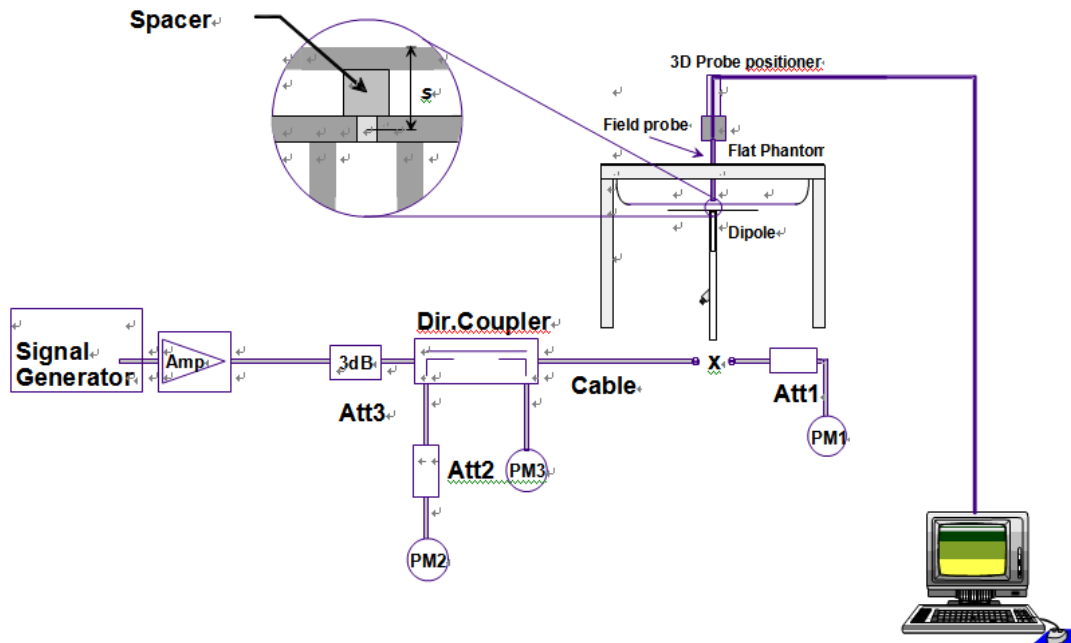 Spacer
s
3D Probe positioner
Field probe
Flat Phantom
Dipole
Signal
Generator
Amp
3dB
Att3
Dir.Coupler
Cable
x
Att1
PM1
Att2
PM3
PM2